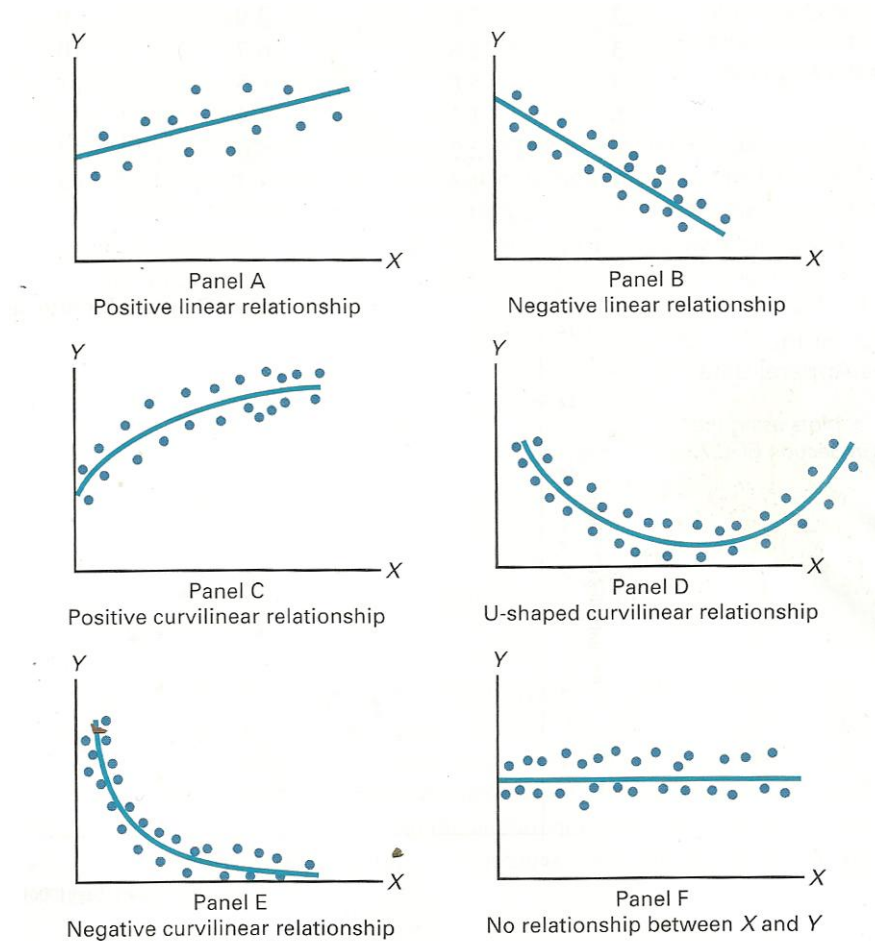 Y
X
Panel A
Positive linear relationship
Y
X
Panel B
Negative linear relationship
Y
X
Panel C
Positive curvilinear relationship
Y
X
Panel D
U-shaped curvilinear relationship
Y
X
Panel E
Negative curvilinear relationship
Y
X
Panel F
No relationship between X and Y